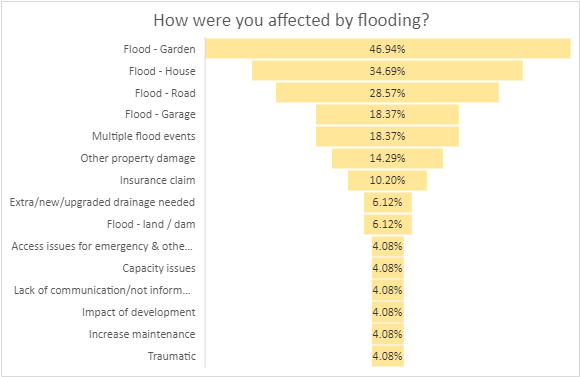 How were you affected by flooding?
Flood - Garden 46.94%
Flood - House 34.69%
Flood - Road 28.57%
Flood - Garage 18.37%
Multiple flood events 18.37%
Other property damage 14.29%
Insurance claim 10.20%
Extra/new/upgraded drainage needed 6.12%
Flood - land / dam 6.12%
Access issues for emergency & othe... 4.08%
Capacity issues 4.08%
Lack of communication/not inform... 4.08%
Impact of development 4.08%
Increase maintenance 4.08%
Traumatic 4.08%